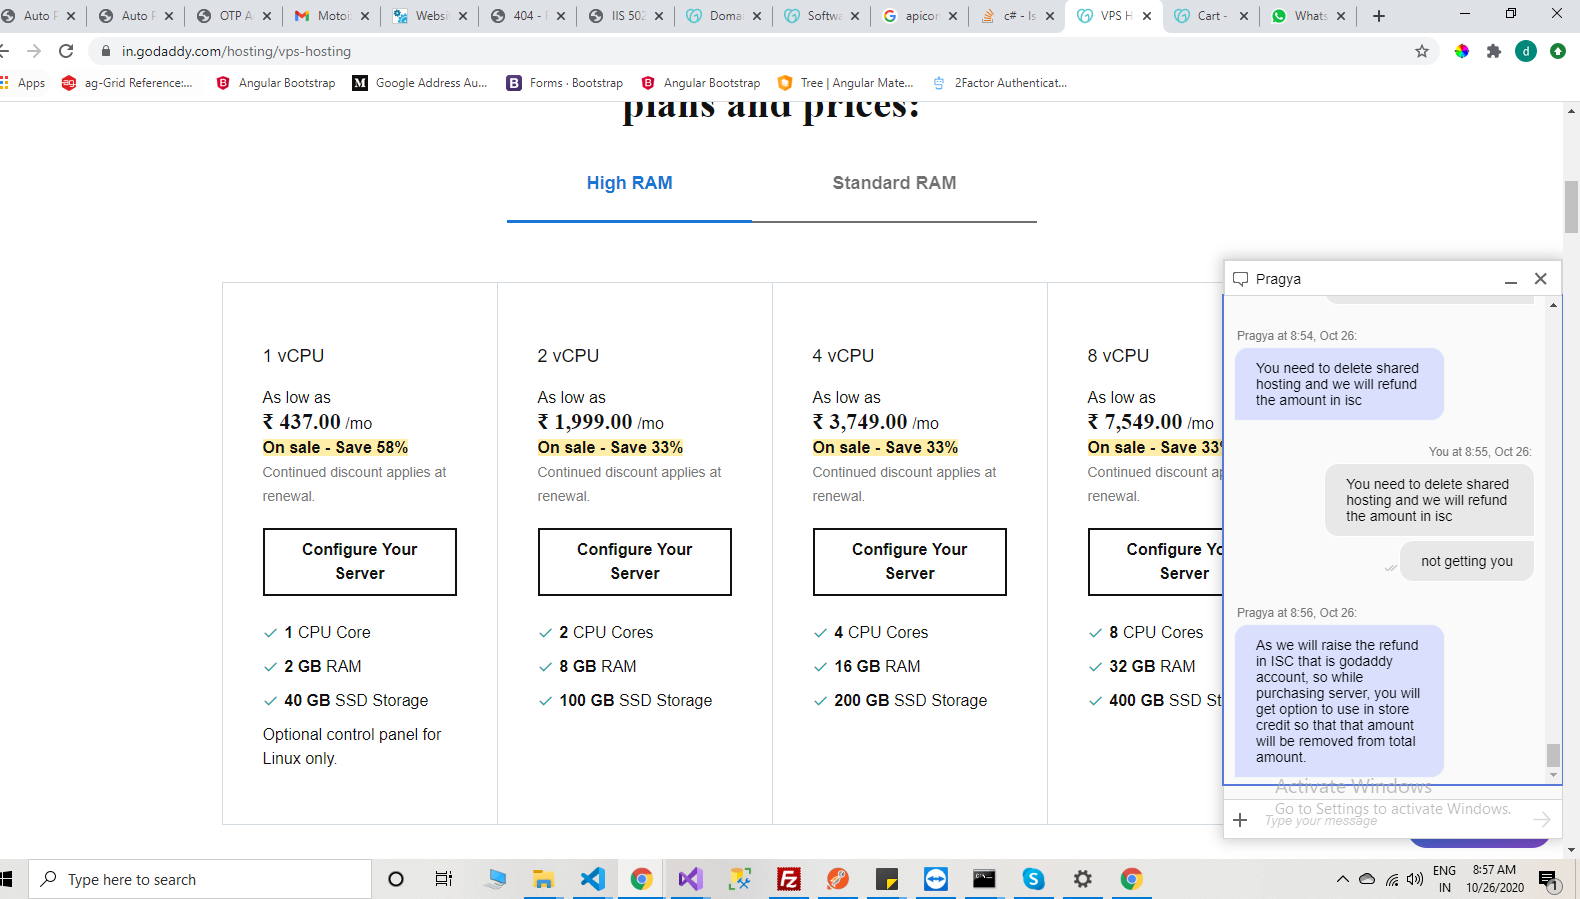 Auto F
Auto F
OTP A
Motoi
Websi
404 - F
IIS 502
Doma
Softwa
apicor
c# - Is
VPS H
Cart -
Whats
in.godaddy.com/hosting/vps-hosting
d
Apps
ag-Grid Reference:...
Angular Bootstrap
Google Address Au...
Forms · Bootstrap
Angular Bootstrap
Tree | Angular Mate...
2Factor Authenticat...
plans and prices:
High RAM
Standard RAM
1 vCPU
As low as
₹ 437.00 /mo
On sale - Save 58%
Continued discount applies at
renewal.
Configure Your
Server
1 CPU Core
2 GB RAM
40 GB SSD Storage
Optional control panel for
Linux only.
2 vCPU
As low as
₹ 1,999.00 /mo
On sale - Save 33%
Continued discount applies at
renewal.
Configure Your
Server
2 CPU Cores
8 GB RAM
100 GB SSD Storage
4 vCPU
As low as
₹ 3,749.00 /mo
On sale - Save 33%
Continued discount applies at
renewal.
Configure Your
Server
4 CPU Cores
16 GB RAM
200 GB SSD Storage
8 vCPU
As low as
₹ 7,549.00 /mo
On sale - Save 33%
Continued discount ap
renewal.
Configure Yo
Server
8 CPU Cores
32 GB RAM
400 GB SSD St
Pragya
Pragya at 8:54, Oct 26:
You need to delete shared
hosting and we will refund
the amount in isc
You at 8:55, Oct 26:
You need to delete shared
hosting and we will refund
the amount in isc
not getting you
Pragya at 8:56, Oct 26:
As we will raise the refund
in ISC that is godaddy
account, so while
purchasing server, you will
get option to use in store
credit so that that amount
will be removed from total
amount.
Activate Windows
Go to Settings to activate Windows.
Type your message
Type here to search
ENG
IN
8:57 AM
10/26/2020
1